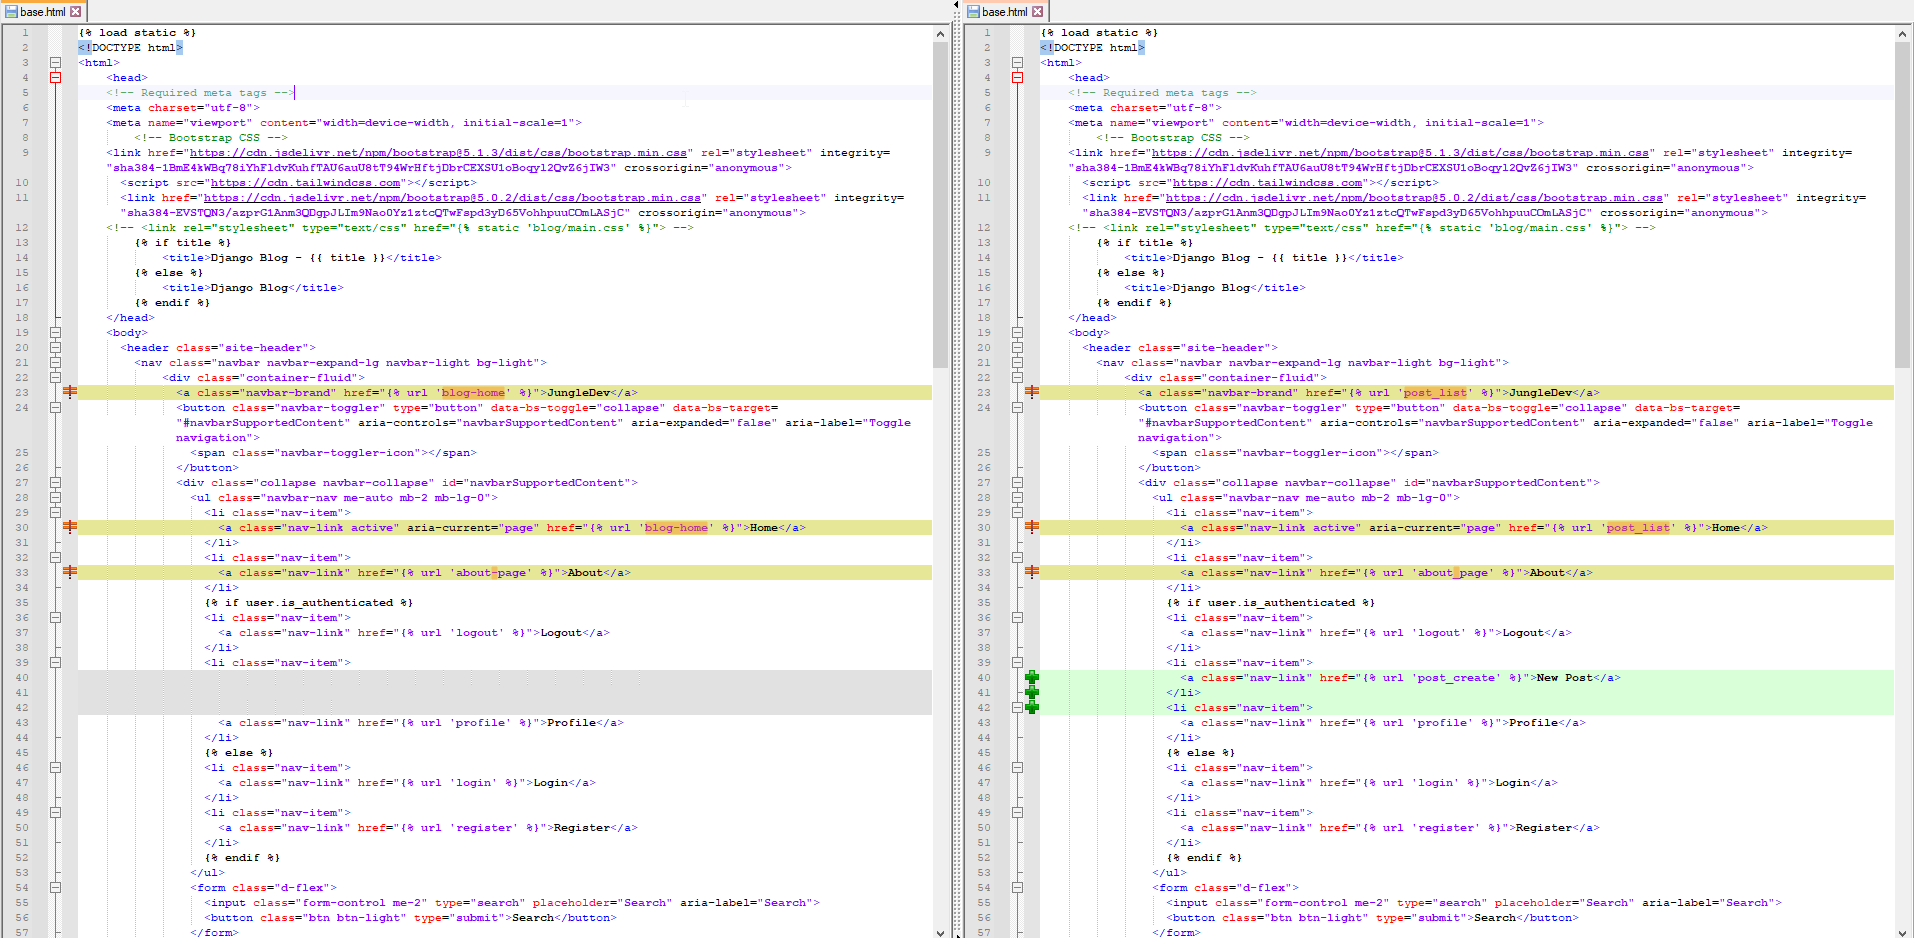 base.html
1 {% load static %}
2 <!DOCTYPE html>
3 <html>
4 <head>
5 <!-- Required meta tags -->
6 <meta charset="utf-8">
7 <meta name="viewport" content="width=device-width, initial-scale=1">
8 <!-- Bootstrap CSS -->
9 <link href="https://cdn.jsdelivr.net/npm/bootstrap@5.1.3/dist/css/bootstrap.min.css" rel="stylesheet" integrity=
"sha384-1BmE4kWBq78iYhFldvKuhfTAU6auU8tT94WrHftjDbrCEXSU1oBoqyl2QvZ6jIW3" crossorigin="anonymous">
10 <script src="https://cdn.tailwindcss.com"></script>
11 <link href="https://cdn.jsdelivr.net/npm/bootstrap@5.0.2/dist/css/bootstrap.min.css" rel="stylesheet" integrity=
"sha384-EVSTQN3/azprG1Anm3QDgpJLIm9Nao0Yz1ztcQTwFspd3yD65VohhpuuCOmLASjC" crossorigin="anonymous">
12 <!-- <link rel="stylesheet" type="text/css" href="{% static 'blog/main.css' %}"> -->
13 {% if title %}
14 <title>Django Blog - {{ title }}</title>
15 {% else %}
16 <title>Django Blog</title>
17 {% endif %}
18 </head>
19 <body>
20 <header class="site-header">
21 <nav class="navbar navbar-expand-lg navbar-light bg-light">
22 <div class="container-fluid">
23 <a class="navbar-brand" href="{% url 'blog-home' %}">JungleDev</a>
24 <button class="navbar-toggler" type="button" data-bs-toggle="collapse" data-bs-target=
"#navbarSupportedContent" aria-controls="navbarSupportedContent" aria-expanded="false" aria-label="Toggle
navigation">
25 <span class="navbar-toggler-icon"></span>
26 </button>
27 <div class="collapse navbar-collapse" id="navbarSupportedContent">
28 <ul class="navbar-nav me-auto mb-2 mb-lg-0">
29 <li class="nav-item">
30 <a class="nav-link active" aria-current="page" href="{% url 'blog-home' %}">Home</a>
31 </li>
32 <li class="nav-item">
33 <a class="nav-link" href="{% url 'about-page' %}">About</a>
34 </li>
35 {% if user.is_authenticated %}
36 <li class="nav-item">
37 <a class="nav-link" href="{% url 'logout' %}">Logout</a>
38 </li>
39 <li class="nav-item">
40
41
42
43 <a class="nav-link" href="{% url 'profile' %}">Profile</a>
44 </li>
45 {% else %}
46 <li class="nav-item">
47 <a class="nav-link" href="{% url 'login' %}">Login</a>
48 </li>
49 <li class="nav-item">
50 <a class="nav-link" href="{% url 'register' %}">Register</a>
51 </li>
52 {% endif %}
53 </ul>
54 <form class="d-flex">
55 <input class="form-control me-2" type="search" placeholder="Search" aria-label="Search">
56 <button class="btn btn-light" type="submit">Search</button>
57 </form>
base.html
1 {% load static %}
2 <!DOCTYPE html>
3 <html>
4 <head>
5 <!-- Required meta tags -->
6 <meta charset="utf-8">
7 <meta name="viewport" content="width=device-width, initial-scale=1">
8 <!-- Bootstrap CSS -->
9 <link href="https://cdn.jsdelivr.net/npm/bootstrap@5.1.3/dist/css/bootstrap.min.css" rel="stylesheet" integrity=
"sha384-1BmE4kWBq78iYhFldvKuhfTAU6auU8tT94WrHftjDbrCEXSU1oBoqyl2QvZ6jIW3" crossorigin="anonymous">
10 <script src="https://cdn.tailwindcss.com"></script>
11 <link href="https://cdn.jsdelivr.net/npm/bootstrap@5.0.2/dist/css/bootstrap.min.css" rel="stylesheet" integrity=
"sha384-EVSTQN3/azprG1Anm3QDgpJLIm9Nao0Yz1ztcQTwFspd3yD65VohhpuuCOmLASjC" crossorigin="anonymous">
12 <!-- <link rel="stylesheet" type="text/css" href="{% static 'blog/main.css' %}"> -->
13 {% if title %}
14 <title>Django Blog - {{ title }}</title>
15 {% else %}
16 <title>Django Blog</title>
17 {% endif %}
18 </head>
19 <body>
20 <header class="site-header">
21 <nav class="navbar navbar-expand-lg navbar-light bg-light">
22 <div class="container-fluid">
23 <a class="navbar-brand" href="{% url 'post_list' %}">JungleDev</a>
24 <button class="navbar-toggler" type="button" data-bs-toggle="collapse" data-bs-target=
"#navbarSupportedContent" aria-controls="navbarSupportedContent" aria-expanded="false" aria-label="Toggle
navigation">
25 <span class="navbar-toggler-icon"></span>
26 </button>
27 <div class="collapse navbar-collapse" id="navbarSupportedContent">
28 <ul class="navbar-nav me-auto mb-2 mb-lg-0">
29 <li class="nav-item">
30 <a class="nav-link active" aria-current="page" href="{% url 'post_list' %}">Home</a>
31 </li>
32 <li class="nav-item">
33 <a class="nav-link" href="{% url 'about_page' %}">About</a>
34 </li>
35 {% if user.is_authenticated %}
36 <li class="nav-item">
37 <a class="nav-link" href="{% url 'logout' %}">Logout</a>
38 </li>
39 <li class="nav-item">
40 <a class="nav-link" href="{% url 'post_create' %}">New Post</a>
41 </li>
42 <li class="nav-item">
43 <a class="nav-link" href="{% url 'profile' %}">Profile</a>
44 </li>
45 {% else %}
46 <li class="nav-item">
47 <a class="nav-link" href="{% url 'login' %}">Login</a>
48 </li>
49 <li class="nav-item">
50 <a class="nav-link" href="{% url 'register' %}">Register</a>
51 </li>
52 {% endif %}
53 </ul>
54 <form class="d-flex">
55 <input class="form-control me-2" type="search" placeholder="Search" aria-label="Search">
56 <button class="btn btn-light" type="submit">Search</button>
57 </form>